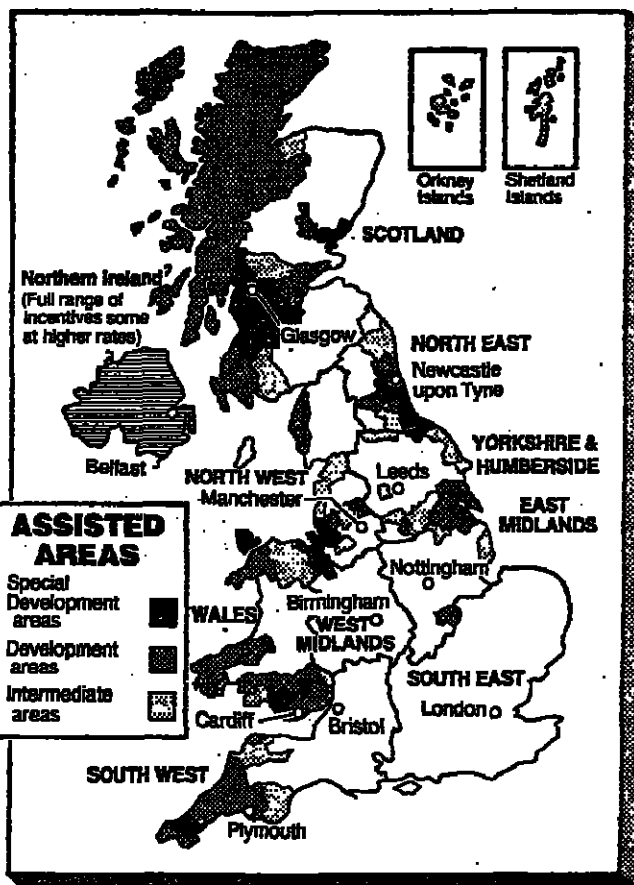 Orkney
Islands
Shetland
Islands
SCOTLAND
Northern Ireland
(Full range of
incentives some
at higher rates)
Glasgow
NORTH EAST
Newcastle
upon Tyne
Belfast
YORKSHIRE &
HUMBERSIDE
NORTH WEST
Manchester
Leeds
EAST
MIDLANDS
ASSISTED
AREAS
Special
Development
areas
Development
areas
Intermediate
areas
Nottingham
WALES
Birmingham
WEST
MIDLANDS
SOUTH EAST
London
Cardiff
Bristol
SOUTH WEST
Plymouth